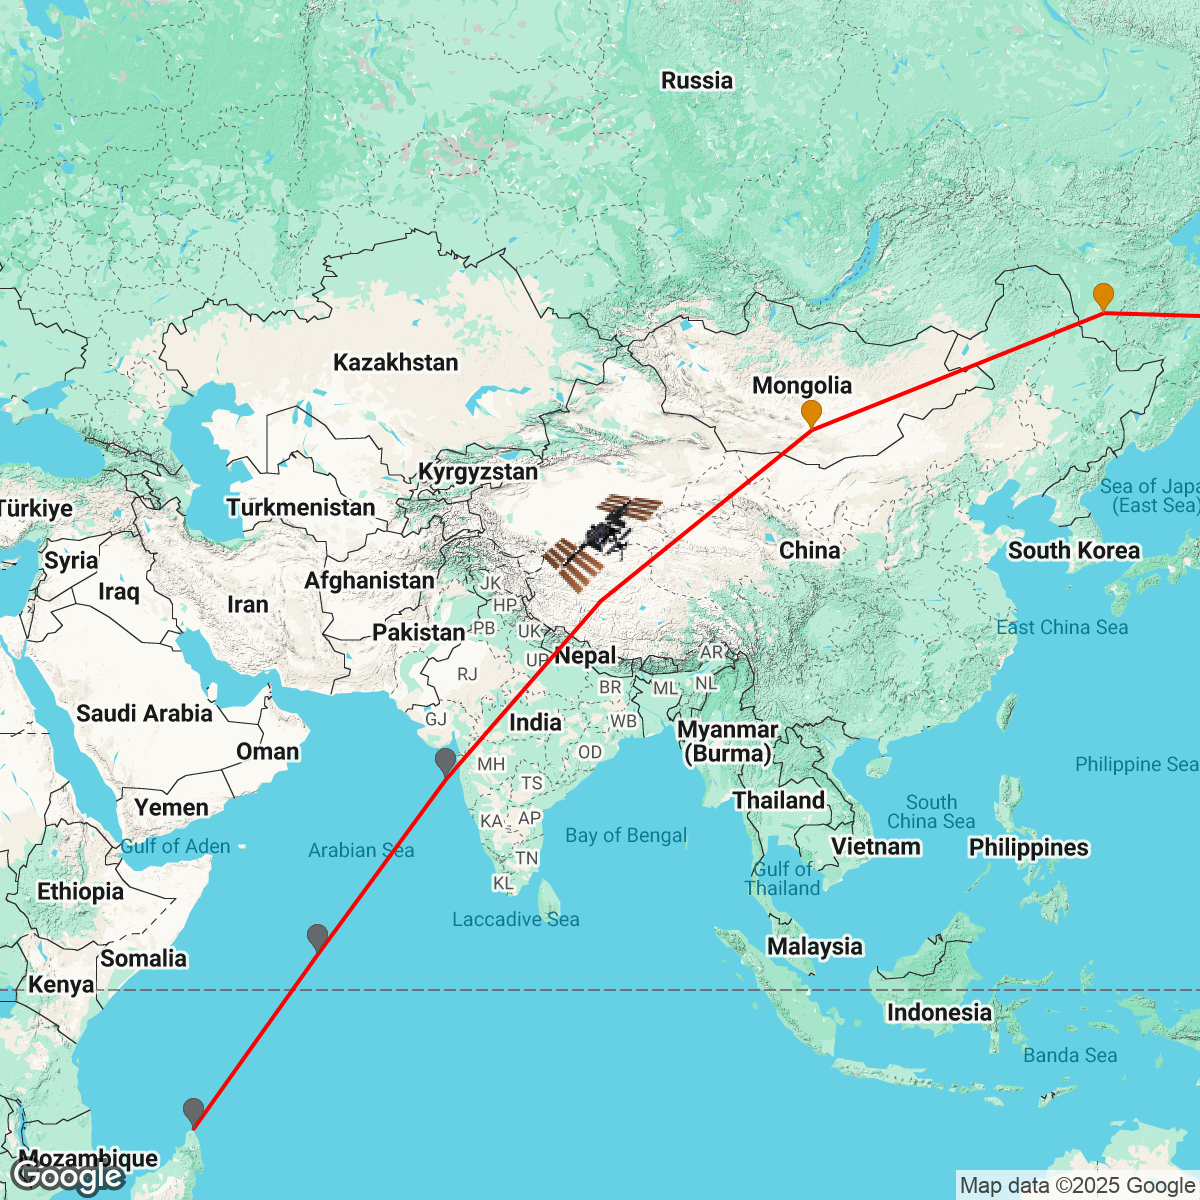 Russia
Kazakhstan
Mongolia
Kyrgyzstan
Türkiye
Turkmenistan
Sea of Japa
(East Sea)
Syria
China
South Korea
Iraq
Afghanistan
JK
Iran
HP
Pakistan
PB
UK
East China Sea
Nepal
UP
AR
RJ
BR
ML
NL
Saudi Arabia
GJ
India
WB
Myanmar
(Burma)
Oman
MH
OD
Philippine Sea
TS
Yemen
Thailand
South
China Sea
KA
AP
Gulf of Aden
Arabian Sea
Bay of Bengal
Vietnam
Philippines
TN
Gulf of
Thailand
KL
Ethiopia
Laccadive Sea
Malaysia
Somalia
Kenya
Indonesia
Banda Sea
Mozambique
Google
Map data ©2025 Google